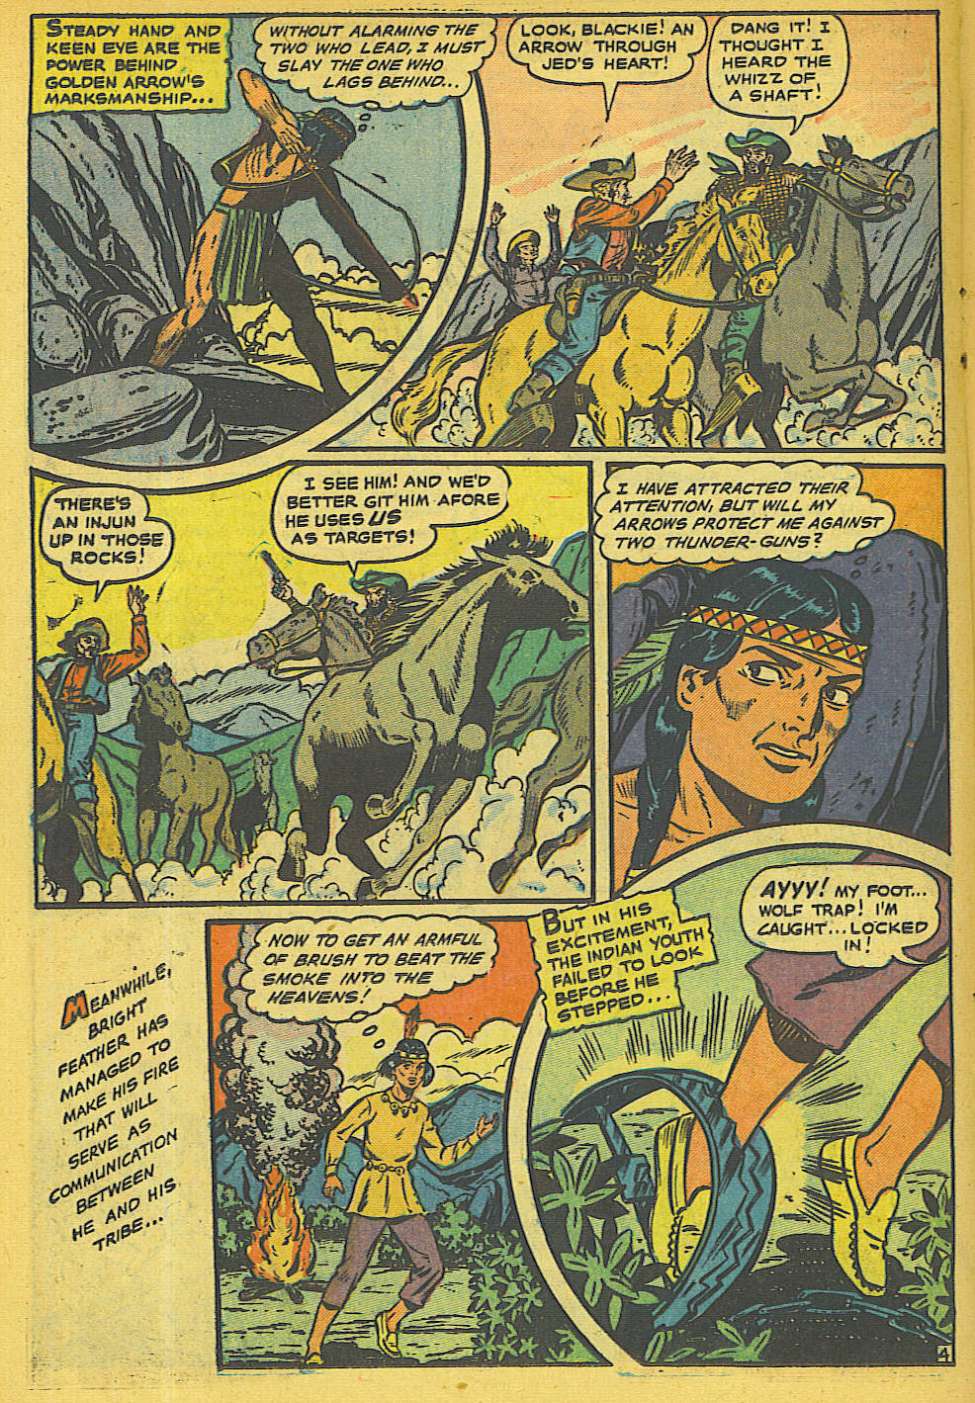 STEADY HAND AND
KEEN EYE ARE THE
POWER BEHIND
GOLDEN ARROW'S
MARKSMANSHIP...
WITHOUT ALARMING THE
TWO WHO LEAD, I MUST
SLAY THE ONE WHO
LAGS BEHIND...
LOOK, BLACKIE! AN
ARROW THROUGH
JED'S HEART!
DANG IT! I
THOUGHT I
HEARD THE
WHIZZ OF
A SHAFT!
THERE'S
AN INJUN
UP IN THOSE
ROCKS!
I SEE HIM! AND WE'D
BETTER GIT HIM AFORE
HE USES US
AS TARGETS!
I HAVE ATTRACTED THEIR
ATTENTION, BUT WILL MY
ARROWS PROTECT ME AGAINST
TWO THUNDER-GUNS?
MEANWHILE,
BRIGHT
FEATHER HAS
MANAGED TO
MAKE HIS FIRE
THAT WILL
SERVE AS
COMMUNICATION
BETWEEN
HE AND HIS
TRIBE...
NOW TO GET AN ARMFUL
OF BRUSH TO BEAT THE
SMOKE INTO THE
HEAVENS!
BUT IN HIS
EXCITEMENT,
THE INDIAN YOUTH
FAILED TO LOOK
BEFORE HE
STEPPED...
AYYY! MY FOOT...
WOLF TRAP! I'M
CAUGHT...LOCKED
IN!
4